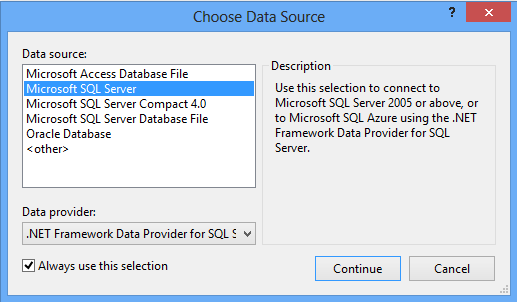 Choose Data Source
?
Data source:
Microsoft Access Database File
Microsoft SQL Server
Microsoft SQL Server Compact 4.0
Microsoft SQL Server Database File
Oracle Database
<other>
Description
Use this selection to connect to
Microsoft SQL Server 2005 or above, or
to Microsoft SQL Azure using the .NET
Framework Data Provider for SQL
Server.
Data provider:
.NET Framework Data Provider for SQL S
Always use this selection
Continue
Cancel